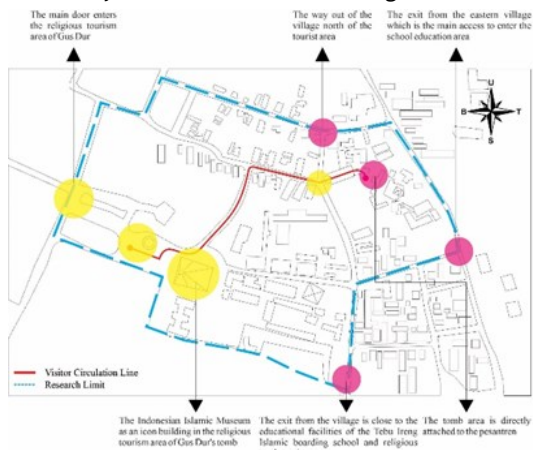 The main door enters
the religious tourism
area of Gus Dur
The way out of the
village north of the
tourist area
The exit from the eastern village
which is the main access to enter the
school education area
U
B
T
S
Visitor Circulation Line
Research Limit
The Indonesian Islamic Museum
as an icon building in the religious
tourism area of Gus Dur's tomb
The exit from the village is close to the
educational facilities of the Tebu Ireng
Islamic boarding school and religious
The tomb area is directly
attached to the pesantren